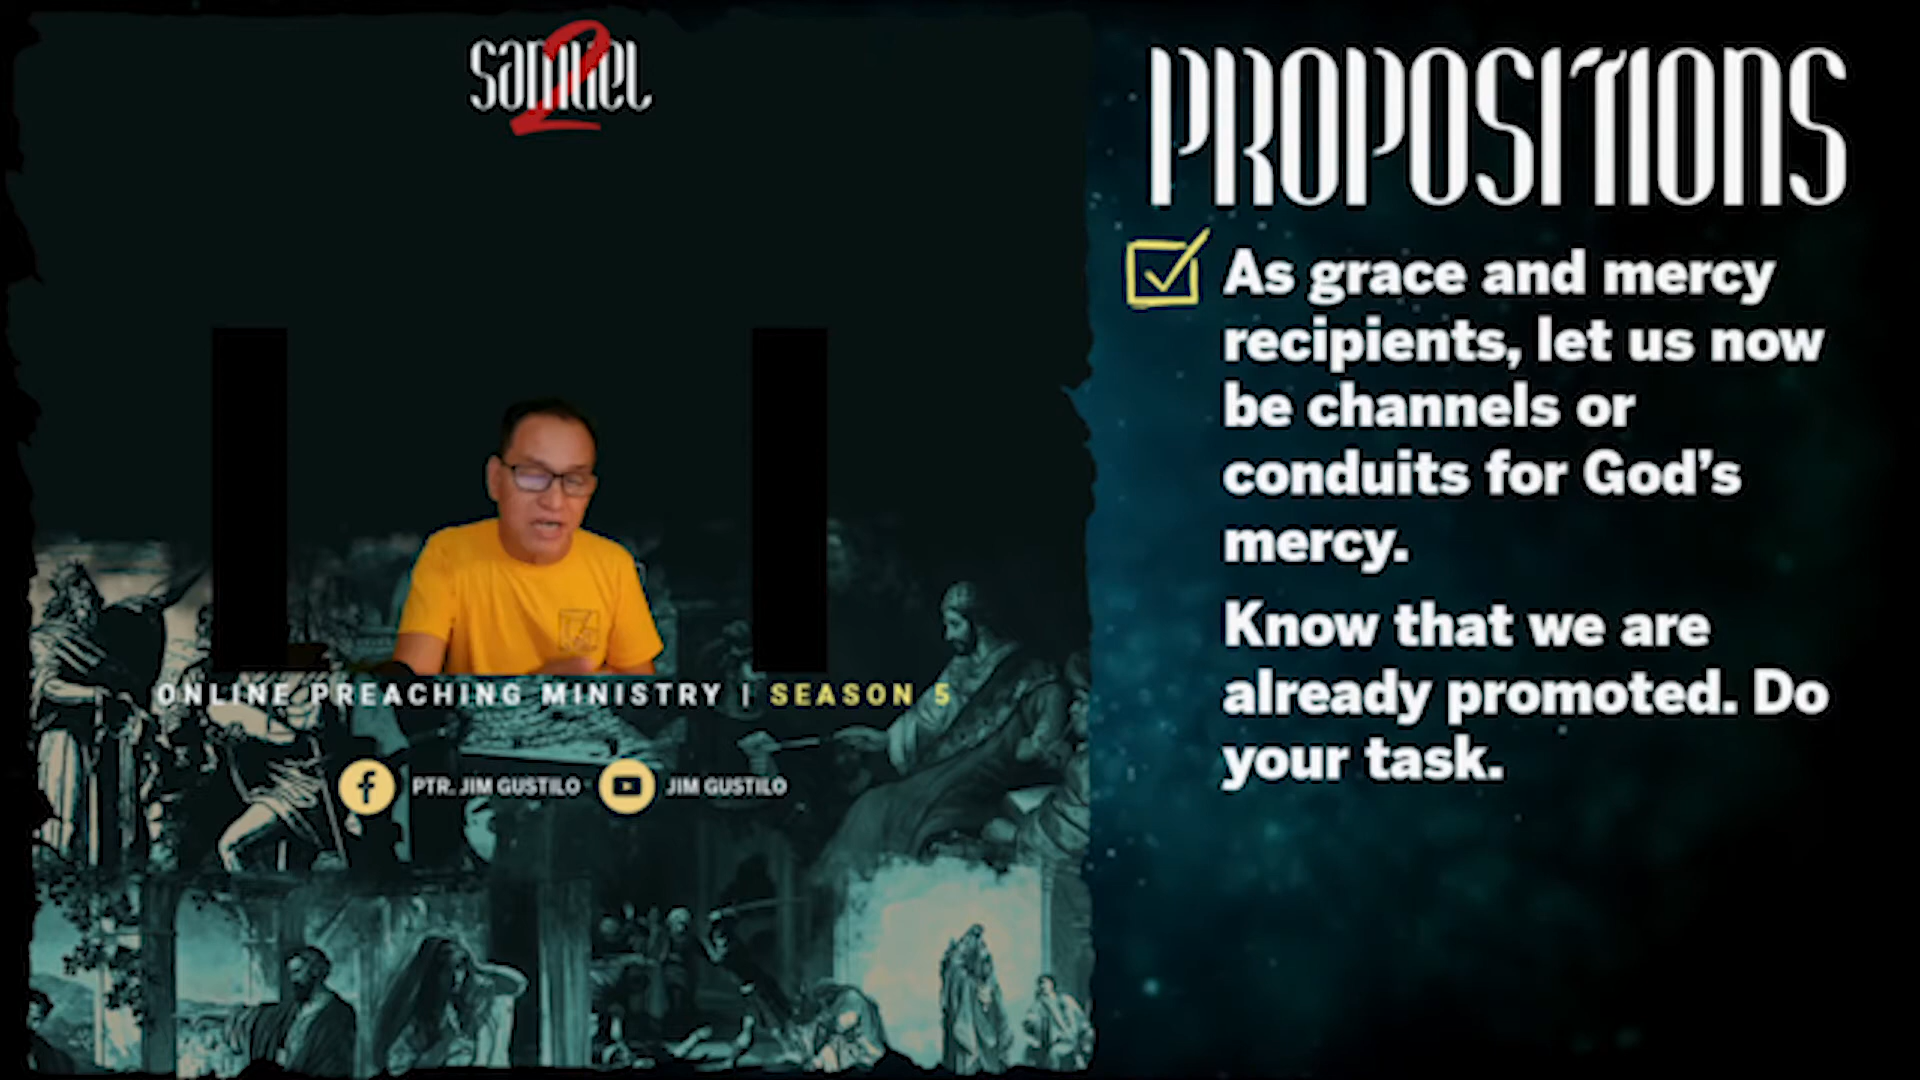 Samuel
2
ONLINE PREACHING MINISTRY | SEASON 5
PTR. JIM GUSTILO
JIM GUSTILO
PROPOSITIONS
As grace and mercy
recipients, let us now
be channels or
conduits for God’s
mercy.
Know that we are
already promoted. Do
your task.